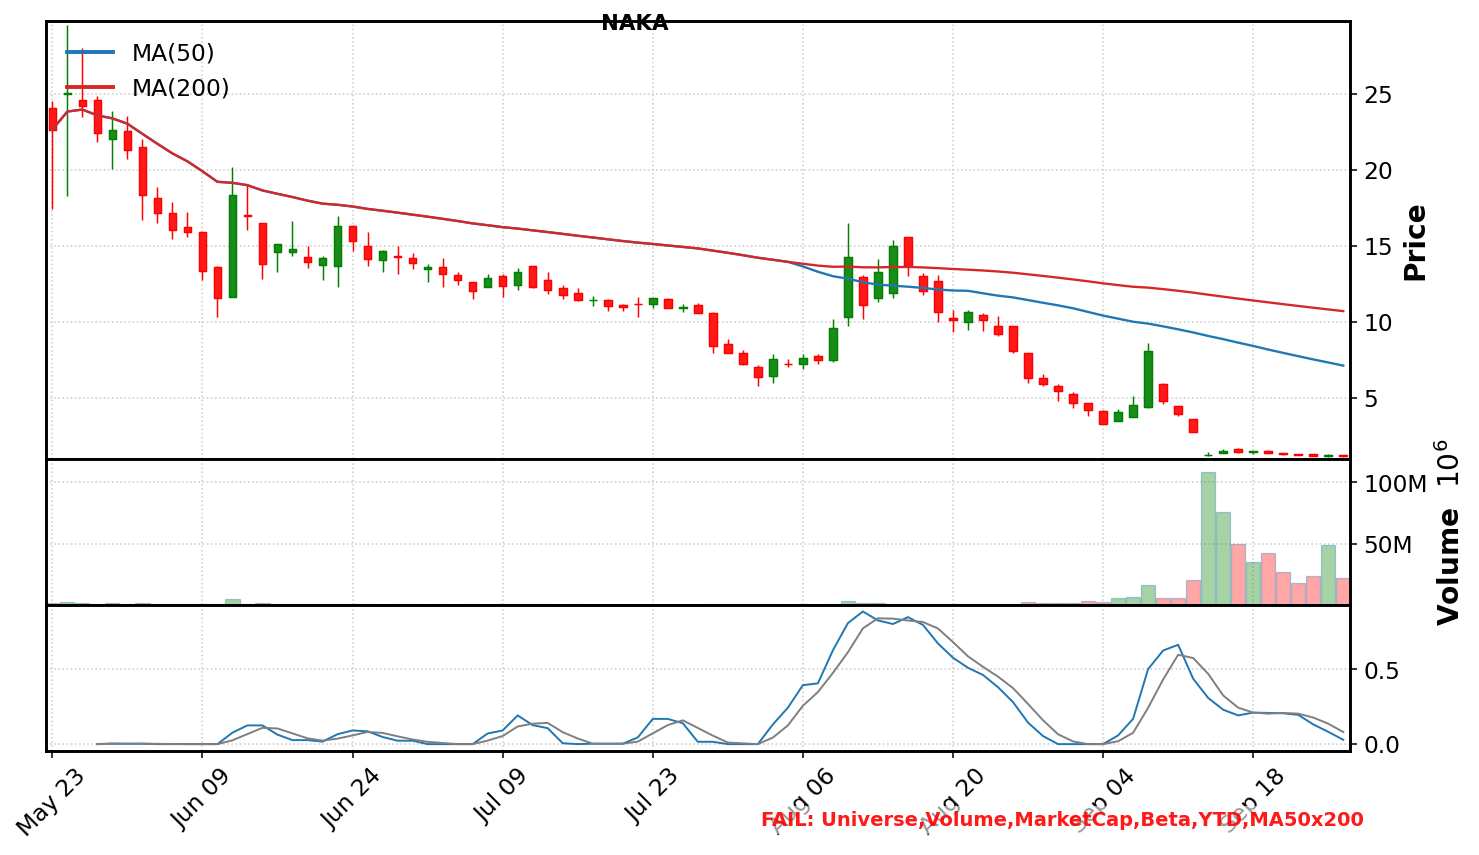 NAKA
MA(50)
MA(200)
25
20
15
10
5
Price
100M
50M
Volume 10^6
0.5
0.0
May 23
Jun 09
Jun 24
Jul 09
Jul 23
Aug 06
Aug 20
Sep 04
Sep 18
FAIL: Universe,Volume,MarketCap,Beta,YTD,MA50x200